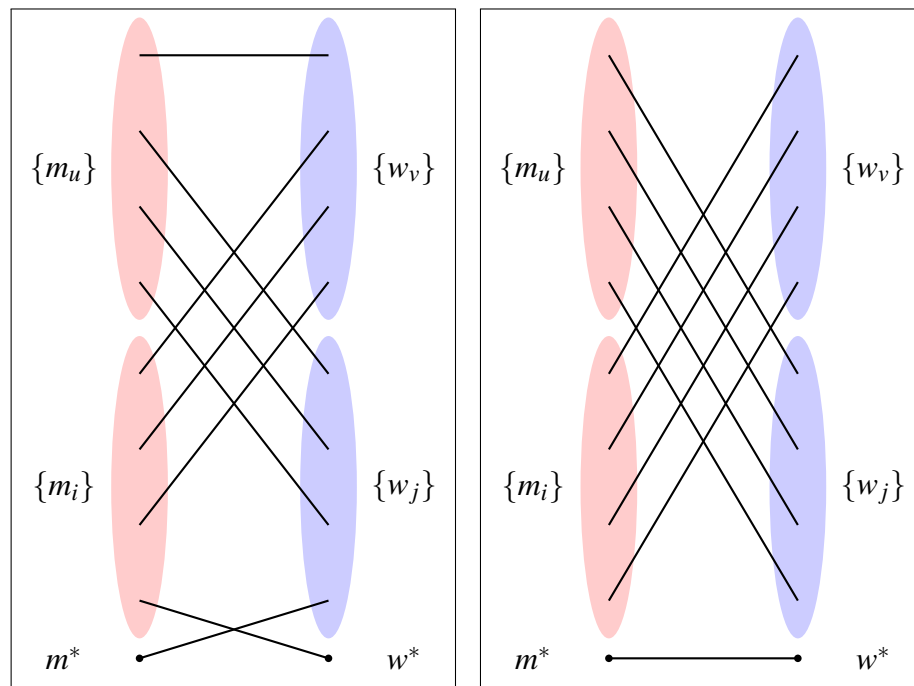 {m_u} {w_v}
{m_i} {w_j}
m* w*
{m_u} {w_v}
{m_i} {w_j}
m* w*